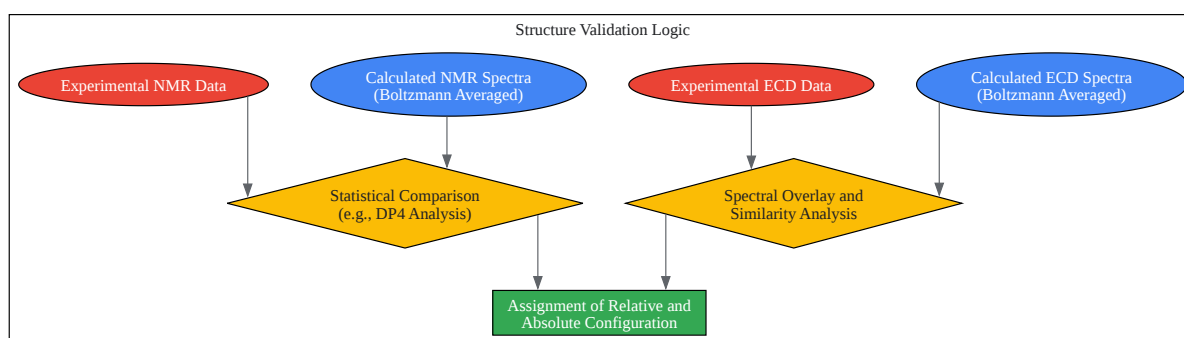 Structure Validation Logic
Experimental NMR Data
Calculated NMR Spectra
(Boltzmann Averaged)
Experimental ECD Data
Calculated ECD Spectra
(Boltzmann Averaged)
Statistical Comparison
(e.g., DP4 Analysis)
Spectral Overlay and
Similarity Analysis
Assignment of Relative and
Absolute Configuration